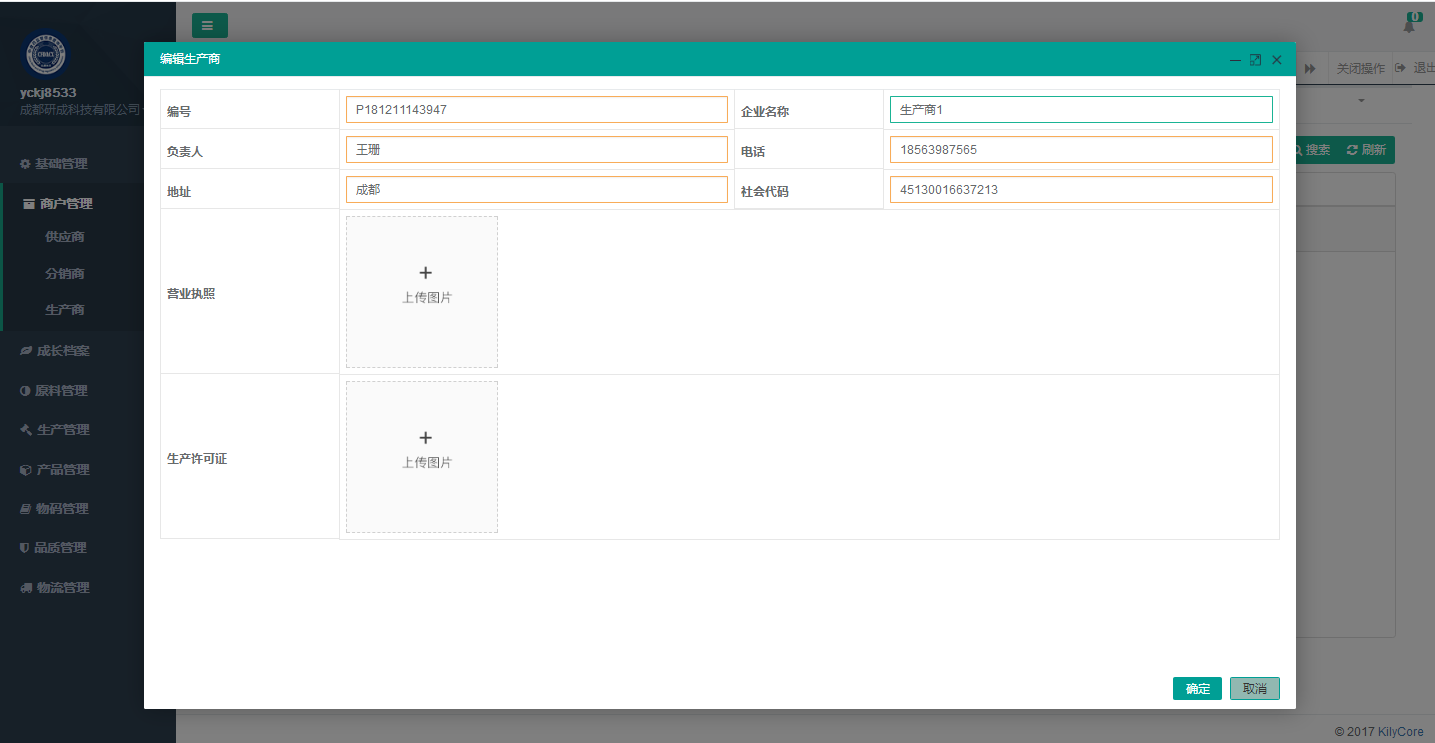 0
yckj8533
成都研成科技有限公司
关闭操作
退出
搜索
刷新
基础管理
商户管理
供应商
分销商
生产商
成长档案
原料管理
生产管理
产品管理
物码管理
品质管理
物流管理
编辑生产商
编号 P181211143947 企业名称 生产商1
负责人 王珊 电话 18563987565
地址 成都 社会代码 45130016637213
营业执照
上传图片
生产许可证
上传图片
确定 取消
© 2017 KilyCore